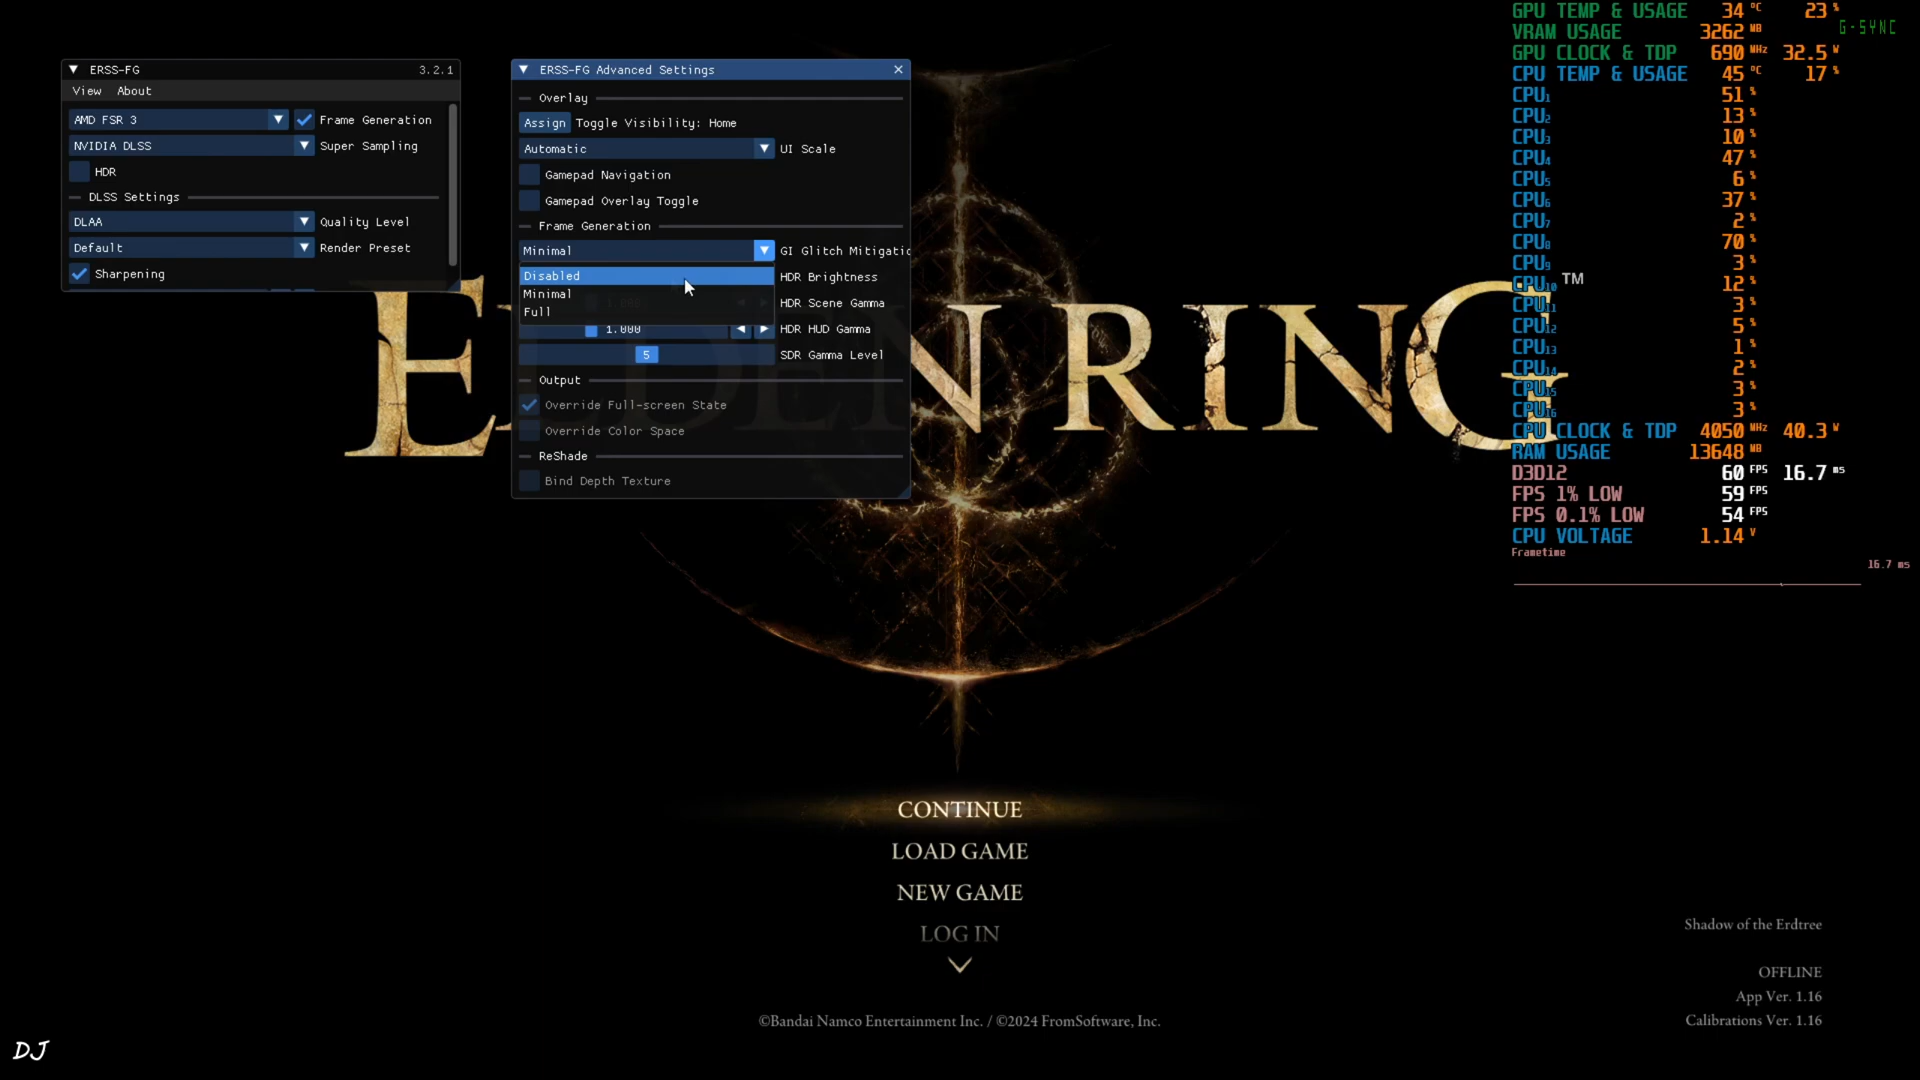 ERSS-FG 3.2.1
View About
AMD FSR 3 Frame Generation
NVIDIA DLSS Super Sampling
HDR
DLSS Settings
DLAA Quality Level
Default Render Preset
Sharpening
ERSS-FG Advanced Settings
Overlay
Assign Toggle Visibility: Home
Automatic UI Scale
Gamepad Navigation
Gamepad Overlay Toggle
Frame Generation
Minimal GI Glitch Mitigatio
Disabled HDR Brightness
Minimal
HDR Scene Gamma
Full
1.000 HDR HUD Gamma
5 SDR Gamma Level
Output
Override Full-screen State
Override Color Space
ReShade
Bind Depth Texture
ELDEN RING™
CONTINUE
LOAD GAME
NEW GAME
LOG IN
©Bandai Namco Entertainment Inc. / ©2024 FromSoftware, Inc.
Shadow of the Erdtree
OFFLINE
App Ver. 1.16
Calibrations Ver. 1.16
DJ
G-SYNC
GPU TEMP & USAGE 34 °C 23 %
VRAM USAGE 3262 MB
GPU CLOCK & TDP 690 MHz 32.5 W
CPU TEMP & USAGE 45 °C 17 %
CPU1 51 %
CPU2 13 %
CPU3 10 %
CPU4 47 %
CPU5 6 %
CPU6 37 %
CPU7 2 %
CPU8 70 %
CPU9 3 %
CPU10 12 %
CPU11 3 %
CPU12 5 %
CPU13 1 %
CPU14 2 %
CPU15 3 %
CPU16 3 %
CPU CLOCK & TDP 4050 MHz 40.3 W
RAM USAGE 13648 MB
D3D12 60 FPS 16.7 ms
FPS 1% LOW 59 FPS
FPS 0.1% LOW 54 FPS
CPU VOLTAGE 1.14 V
Frametime
16.7 ms